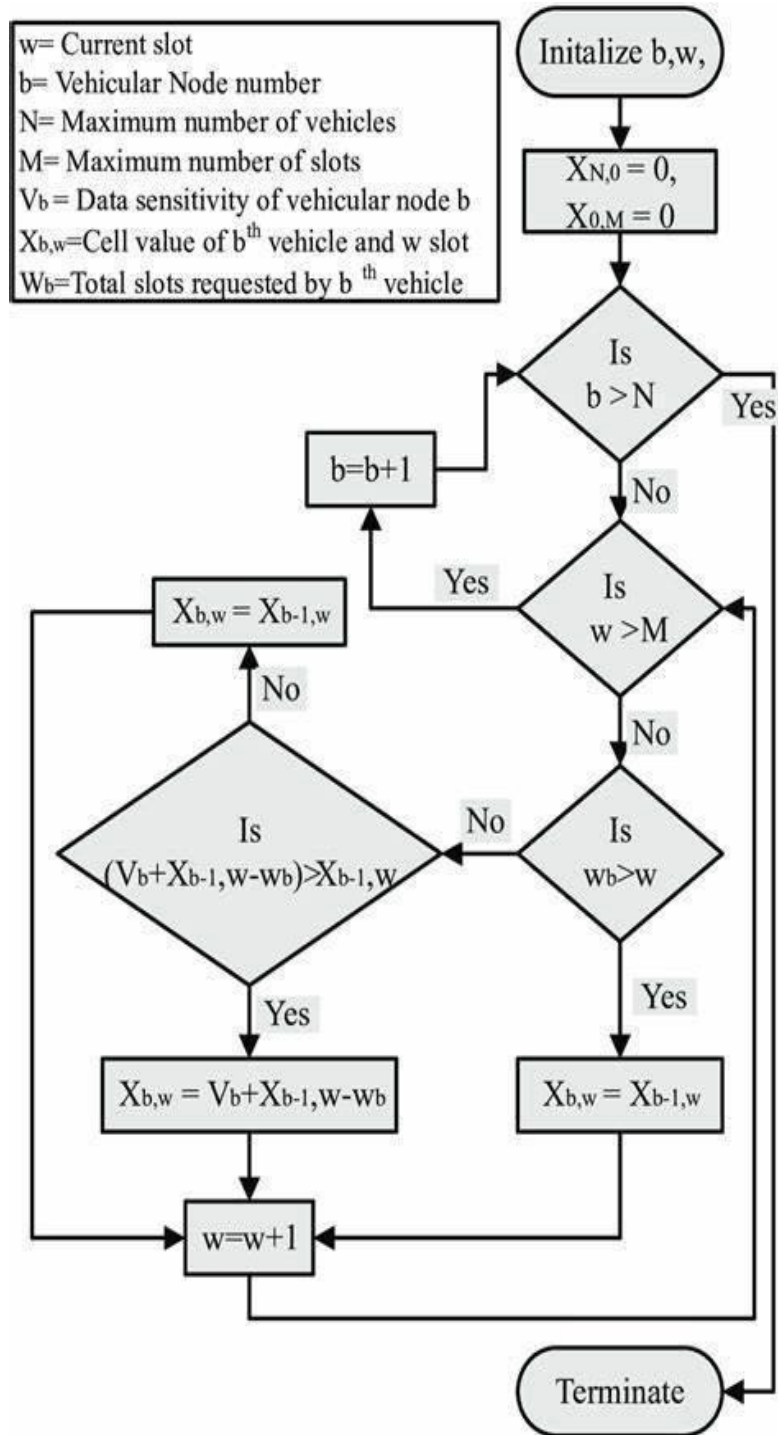 w= Current slot
b= Vehicular Node number
N= Maximum number of vehicles
M= Maximum number of slots
Vb = Data sensitivity of vehicular node b
Xb,w=Cell value of bth vehicle and w slot
Wb=Total slots requested by b th vehicle
Initalize b,w,
XN,0 = 0,
X0,M = 0
Is
b >N
Yes
No
b=b+1
Is
w >M
Yes
No
Xb,w = Xb-1,w
No
Is
(Vb+Xb-1,w-wb)>Xb-1,w
No
Is
wb>w
Yes
Yes
Xb,w = Vb+Xb-1,w-wb
Xb,w = Xb-1,w
w=w+1
Terminate